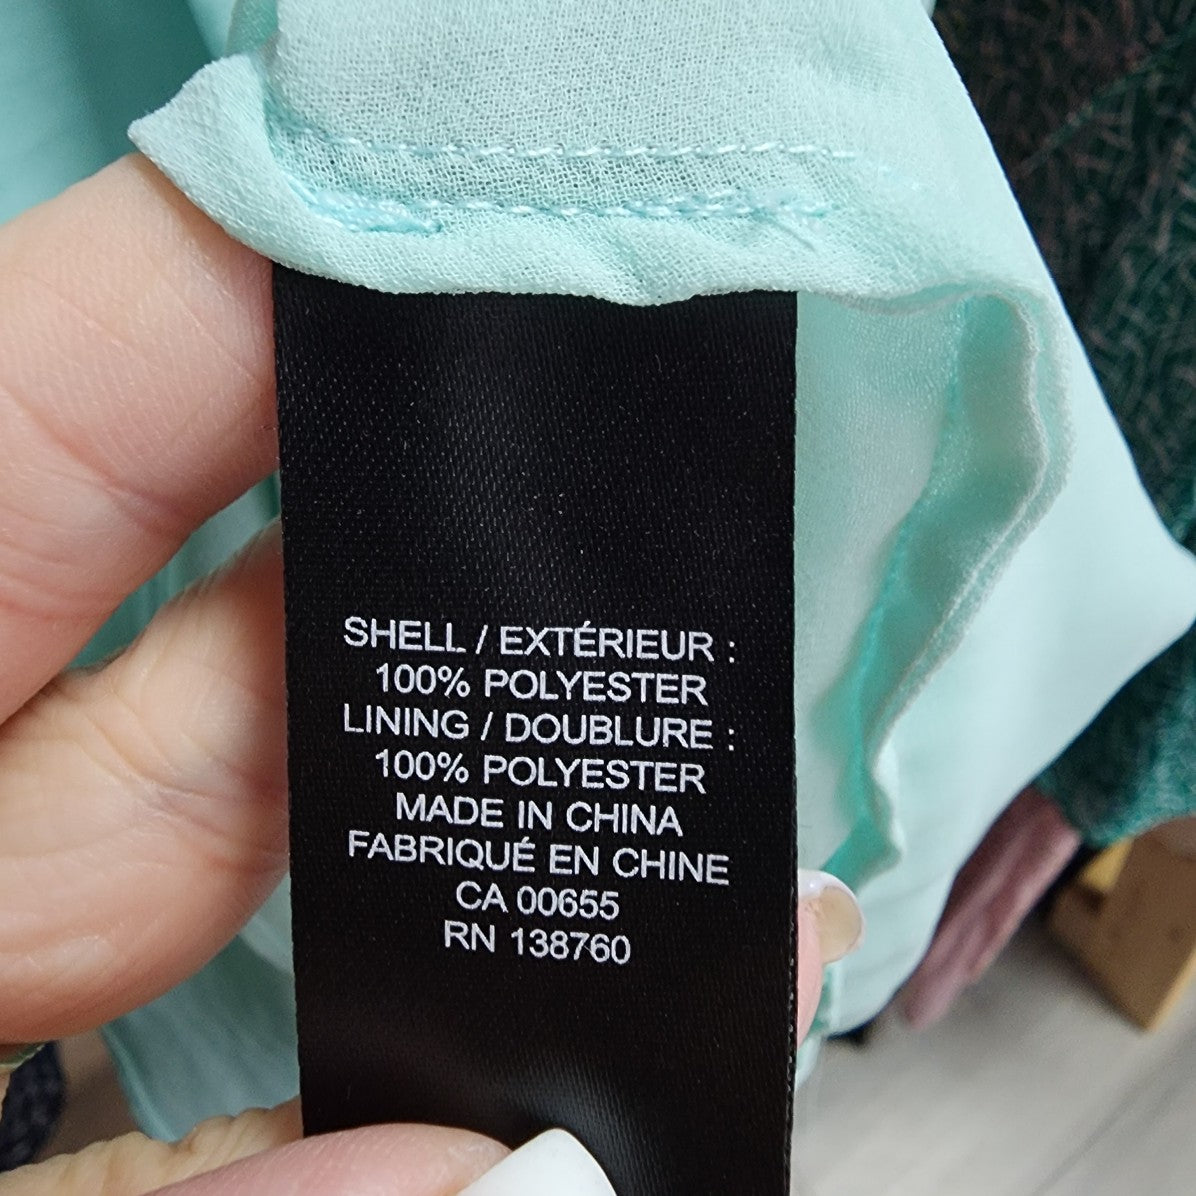 SHELL / EXTÉRIEUR :
100% POLYESTER
LINING / DOUBLURE :
100% POLYESTER
MADE IN CHINA
FABRIQUÉ EN CHINE
CA 00655
RN 138760